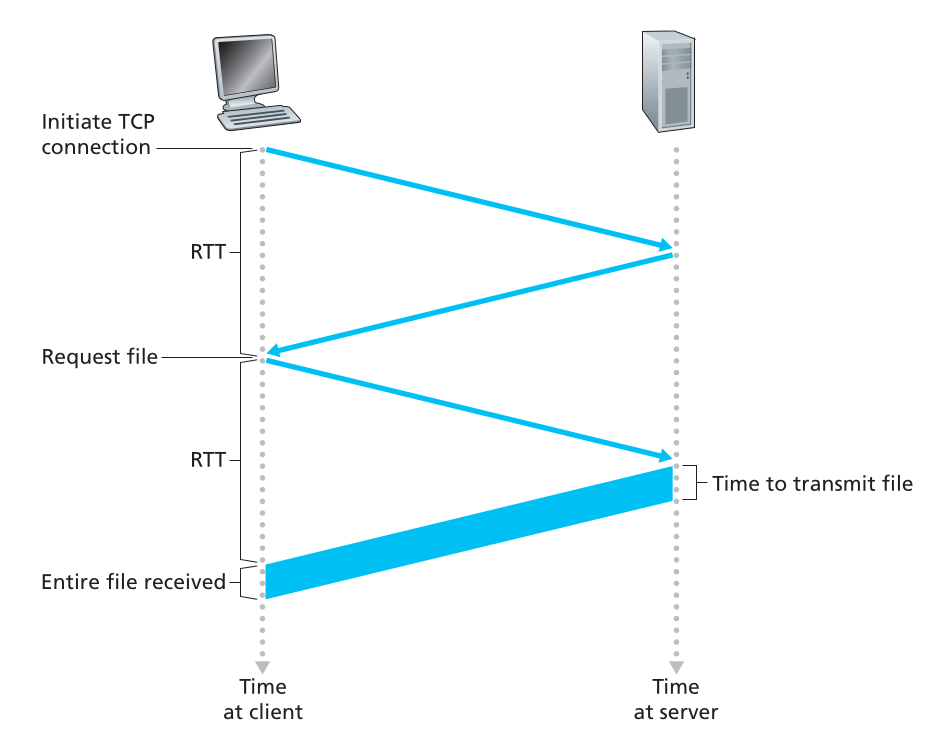 Initiate TCP
connection
RTT
Request file
RTT
Time to transmit file
Entire file received
Time
at client
Time
at server